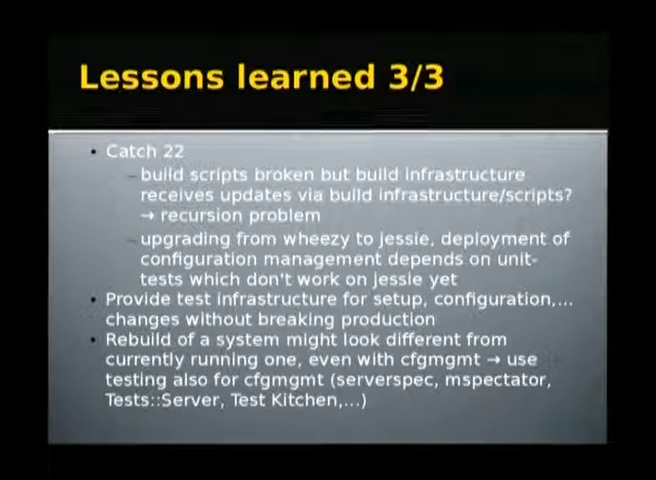 Lessons learned 3/3
• Catch 22
– build scripts broken but build infrastructure
receives updates via build infrastructure/scripts?
→ recursion problem
– upgrading from wheezy to jessie, deployment of
configuration management depends on unit-
tests which don't work on jessie yet
• Provide test infrastructure for setup, configuration,...
changes without breaking production
• Rebuild of a system might look different from
currently running one, even with cfgmgmt → use
testing also for cfgmgmt (serverspec, mspectator,
Tests::Server, Test Kitchen,...)